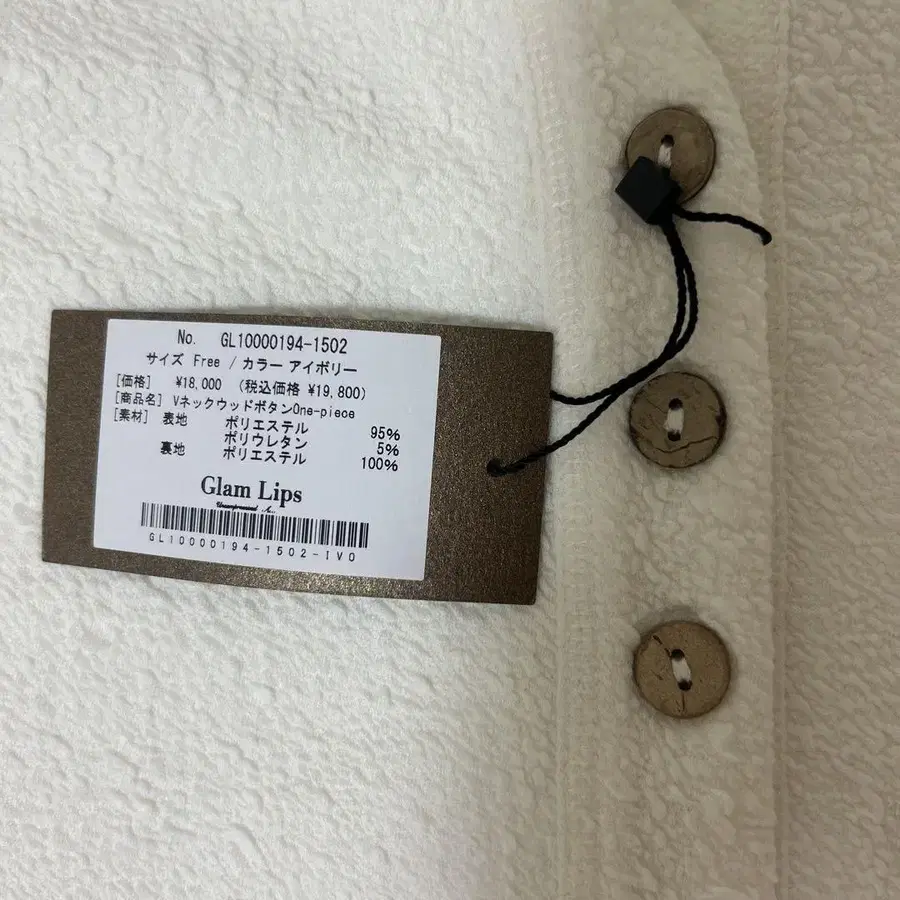 No. GL10000194-1502
サイズ Free / カラー アイボリー
[価格] ¥18,000 (税込価格 ¥19,800)
[商品名] VネックウッドボタンOne-piece
[素材] 表地 ポリエステル 95%
ポリウレタン 5%
裏地 ポリエステル 100%
Glam Lips
GL10000194-1502-IVO